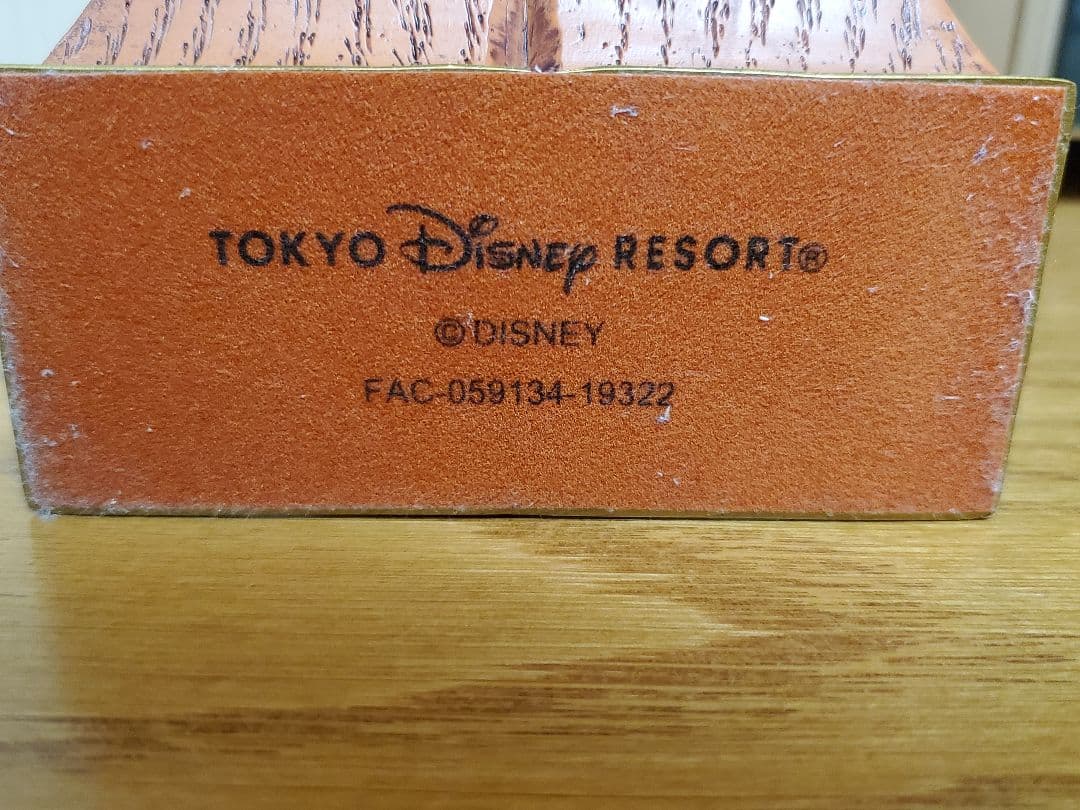 TOKYO Disney RESORT®
©DISNEY
FAC-059134-19322